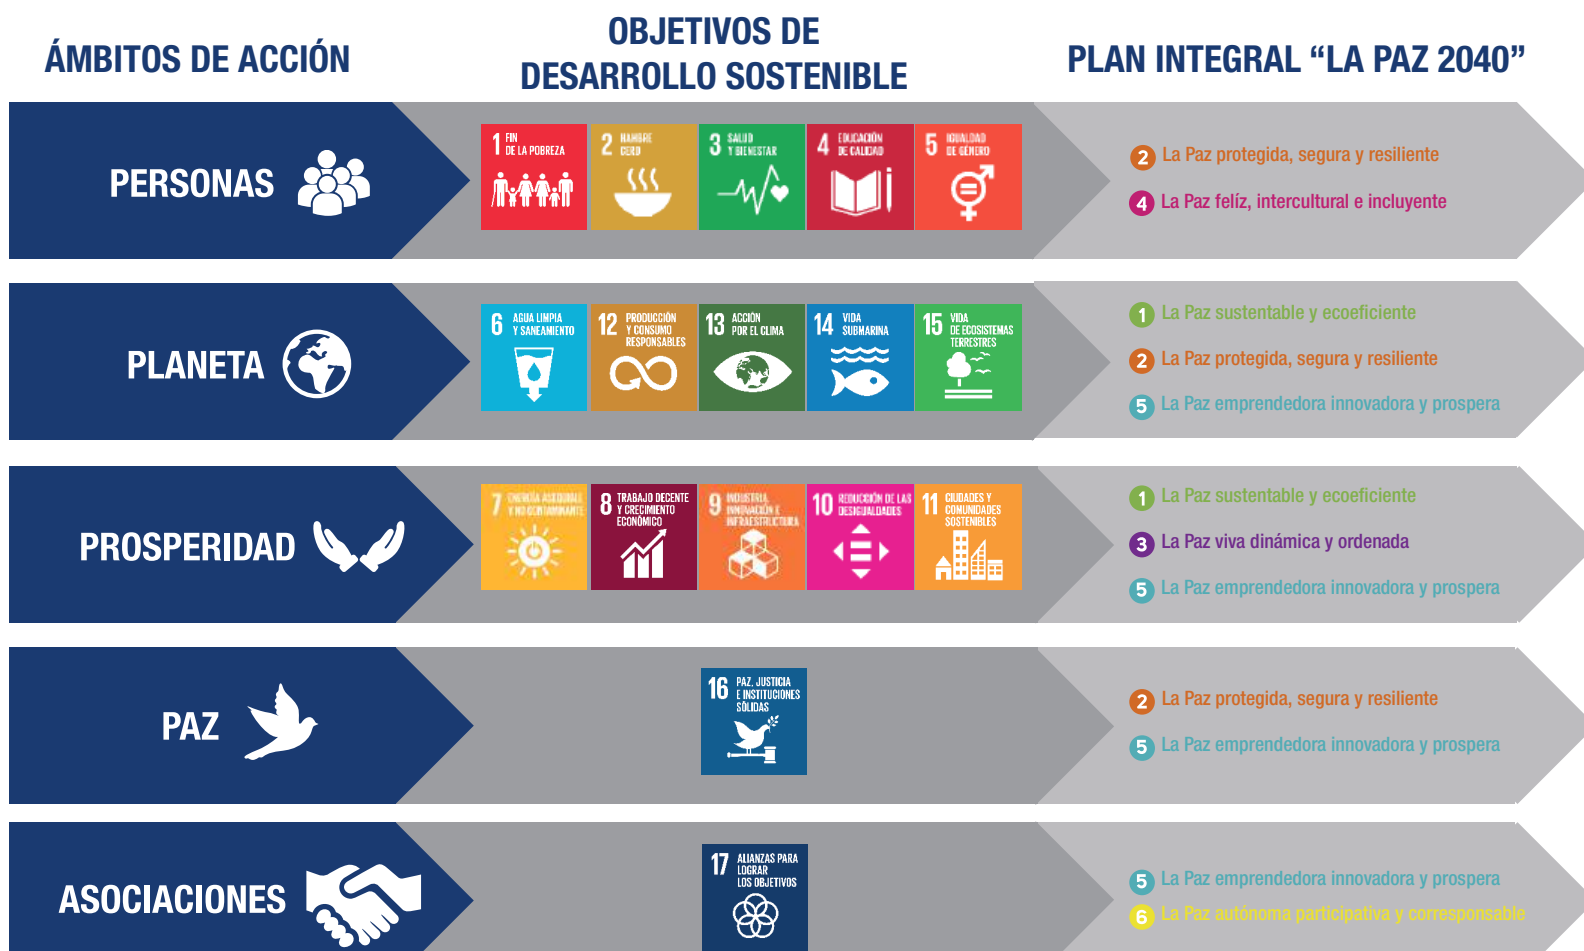 ÁMBITOS DE ACCIÓN
OBJETIVOS DE
DESARROLLO SOSTENIBLE
PLAN INTEGRAL “LA PAZ 2040”
PERSONAS
1 FIN
DE LA POBREZA
2 HAMBRE
CERO
3 SALUD
Y BIENESTAR
4 EDUCACIÓN
DE CALIDAD
5 IGUALDAD
DE GÉNERO
2 La Paz protegida, segura y resiliente
4 La Paz felíz, intercultural e incluyente
PLANETA
6 AGUA LIMPIA
Y SANEAMIENTO
12 PRODUCCIÓN
Y CONSUMO
RESPONSABLES
13 ACCIÓN
POR EL CLIMA
14 VIDA
SUBMARINA
15 VIDA
DE ECOSISTEMAS
TERRESTRES
1 La Paz sustentable y ecoeficiente
2 La Paz protegida, segura y resiliente
5 La Paz emprendedora innovadora y prospera
PROSPERIDAD
7 ENERGÍA ASEQUIBLE
Y NO CONTAMINANTE
8 TRABAJO DECENTE
Y CRECIMIENTO
ECONÓMICO
9 INDUSTRIA,
INNOVACIÓN E
INFRAESTRUCTURA
10 REDUCCIÓN DE LAS
DESIGUALDADES
11 CIUDADES Y
COMUNIDADES
SOSTENIBLES
1 La Paz sustentable y ecoeficiente
3 La Paz viva dinámica y ordenada
5 La Paz emprendedora innovadora y prospera
PAZ
16 PAZ, JUSTICIA
E INSTITUCIONES
SÓLIDAS
2 La Paz protegida, segura y resiliente
5 La Paz emprendedora innovadora y prospera
ASOCIACIONES
17 ALIANZAS PARA
LOGRAR
LOS OBJETIVOS
5 La Paz emprendedora innovadora y prospera
6 La Paz autónoma participativa y corresponsable